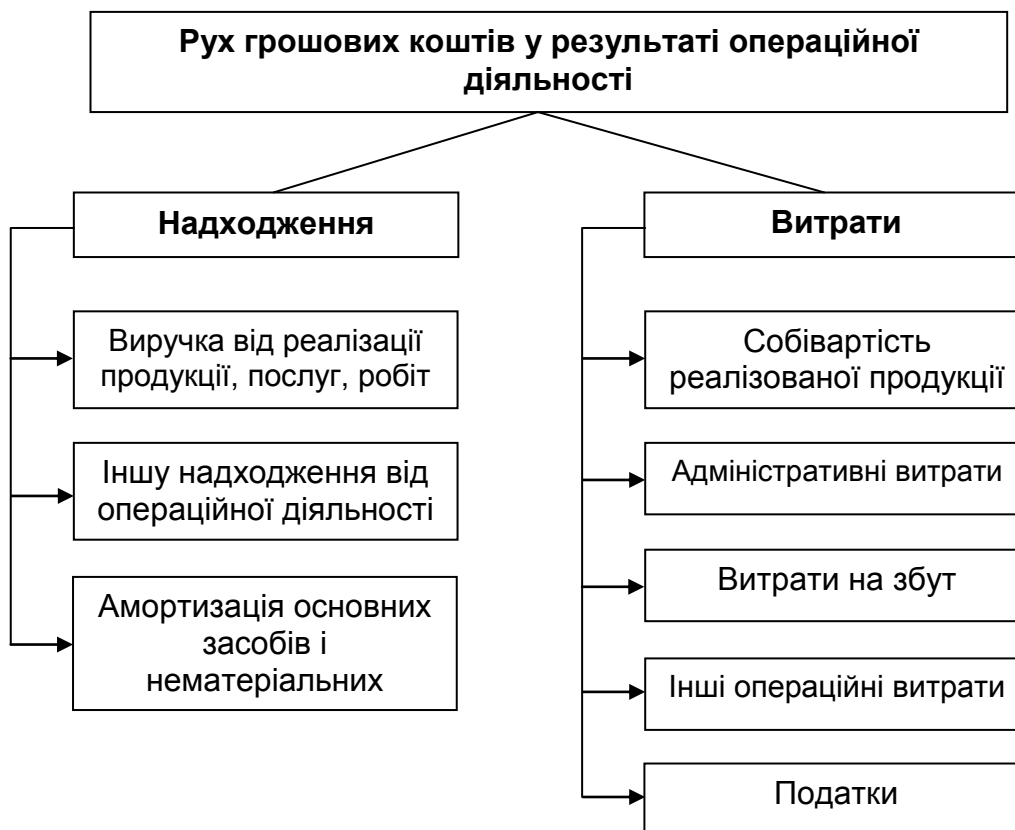 Рух грошових коштів у результаті операційної
діяльності
Надходження
Виручка від реалізації
продукції, послуг, робіт
Іншу надходження від
операційної діяльності
Амортизація основних
засобів і
нематеріальних
Витрати
Собівартість
реалізованої продукції
Адміністративні витрати
Витрати на збут
Інші операційні витрати
Податки